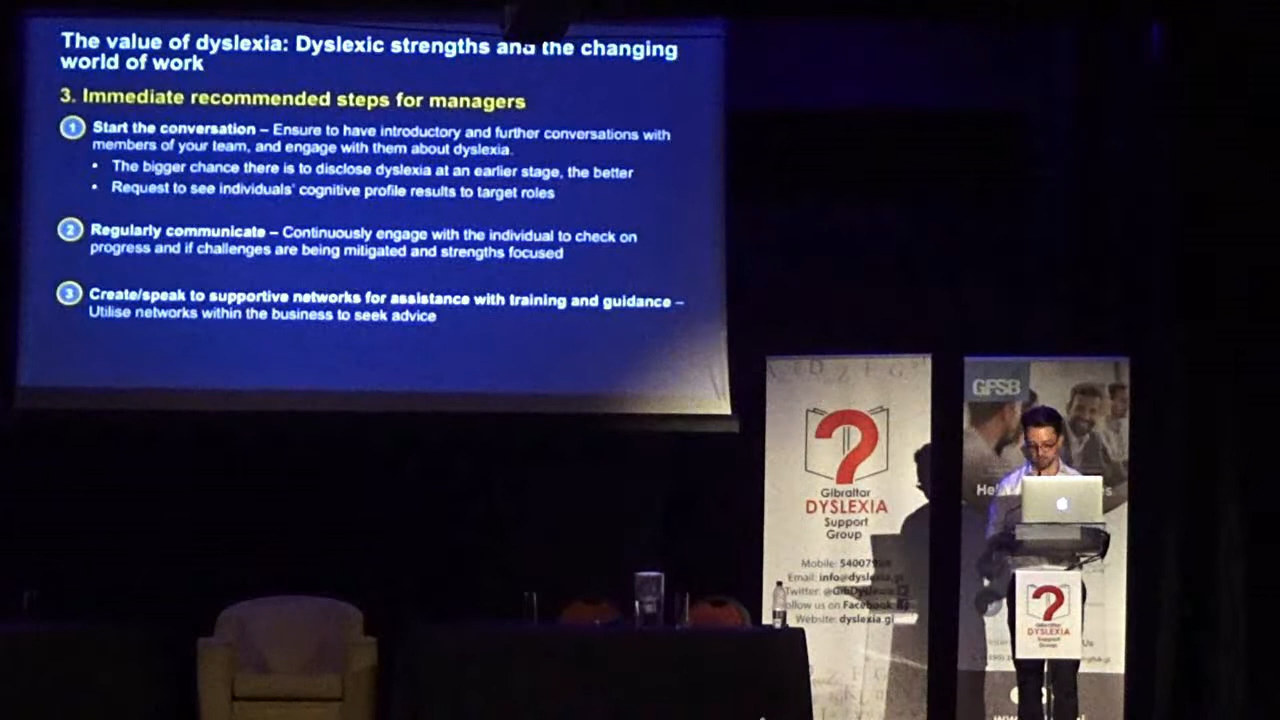 The value of dyslexia: Dyslexic strengths and the changing
world of work
3. Immediate recommended steps for managers
1 Start the conversation – Ensure to have introductory and further conversations with
members of your team, and engage with them about dyslexia.
• The bigger chance there is to disclose dyslexia at an earlier stage, the better
• Request to see individuals' cognitive profile results to target roles
2 Regularly communicate – Continuously engage with the individual to check on
progress and if challenges are being mitigated and strengths focused
3 Create/speak to supportive networks for assistance with training and guidance –
Utilise networks within the business to seek advice
Gibraltar
DYSLEXIA
Support
Group
Mobile:
Email: info@dyslexia.gi
Twitter:
Follow us on Facebook
Website: dyslexia.gi
GFSB
Gibraltar
DYSLEXIA
Support
Group
Us